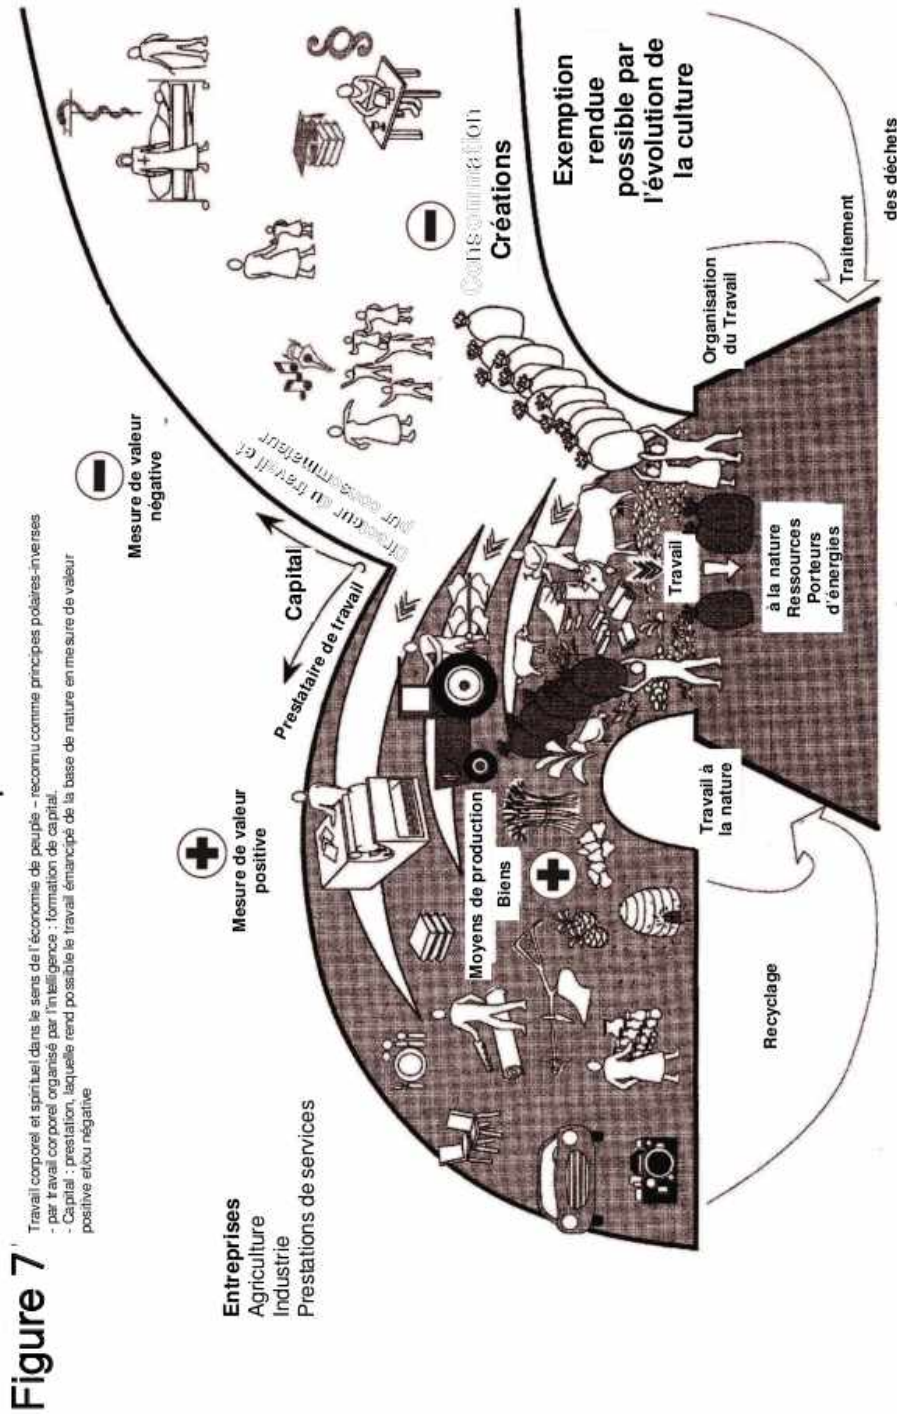 Figure 7
Travail corporel et spirituel dans le sens de l'économie de peuple – reconnu comme principes polaires-inverses
- par travail corporel organisé par l'intelligence : formation de capital.
- Capital : prestation, laquelle rend possible le travail émancipé de la base de nature en mesure de valeur
positive et/ou négative
Entreprises
Agriculture
Industrie
Prestations de services
Mesure de valeur
positive
Mesure de valeur
négative
Capital
Prestataire de travail
Directeur du travail et
pur consommateur
Consommation
Créations
Exemption
rendue
possible par
l'évolution de
la culture
Moyens de production
Biens
Travail
à la nature
Ressources
Porteurs
d'énergies
Travail à
la nature
Organisation
du Travail
Recyclage
Traitement
des déchets